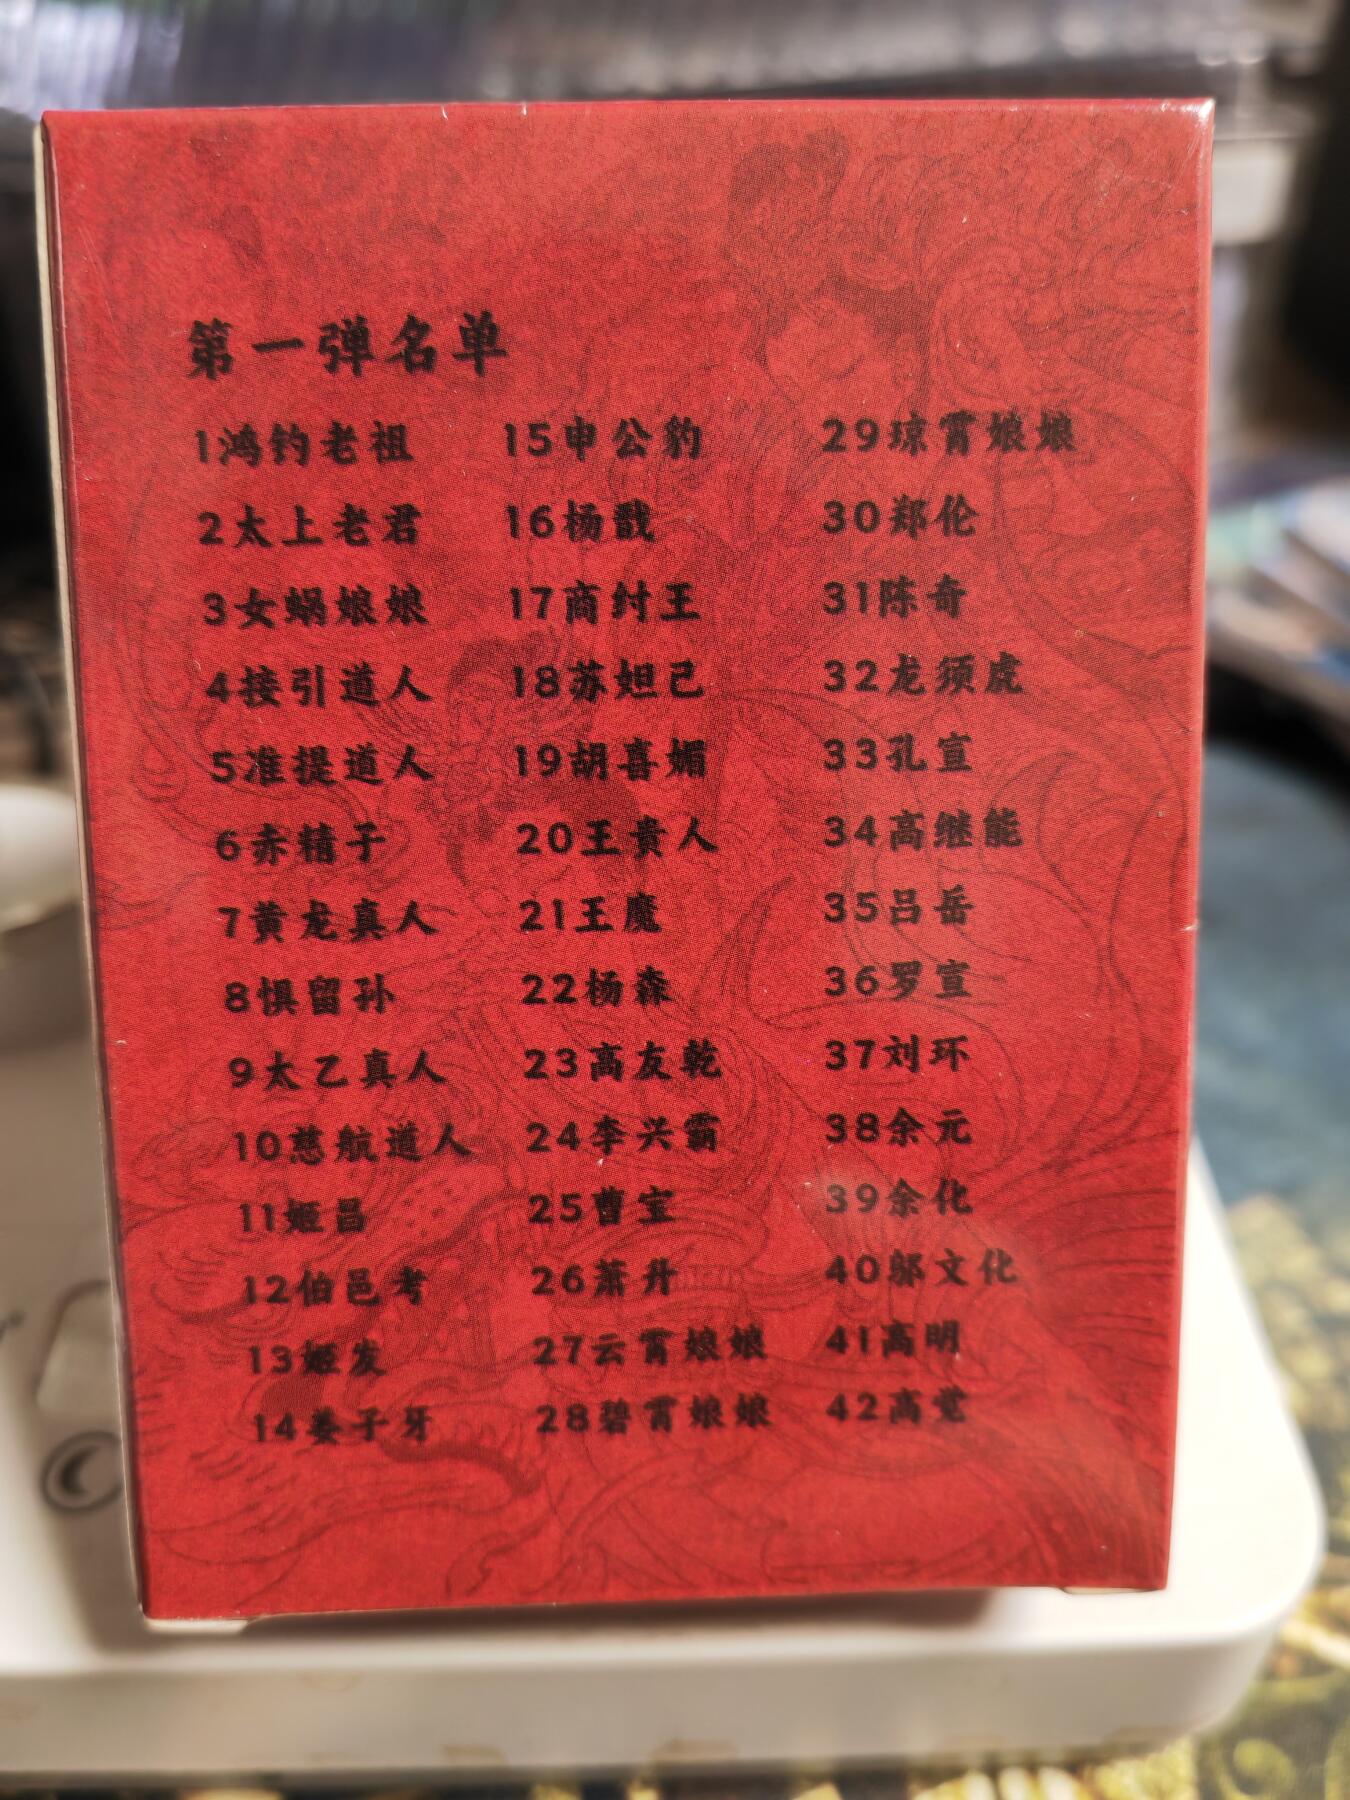 第一弹名单
1鸿钧老祖
2太上老君
3女娲娘娘
4接引道人
5准提道人
6赤精子
7黄龙真人
8惧留孙
9太乙真人
10慈航道人
11姬昌
12伯邑考
13姬发
14姜子牙
15申公豹
16杨戬
17商纣王
18苏妲己
19胡喜媚
20王贵人
21王魔
22杨森
23高友乾
24李兴霸
25曹宝
26萧升
27云霄娘娘
28碧霄娘娘
29琼霄娘娘
30郑伦
31陈奇
32龙须虎
33孔宣
34高继能
35吕岳
36罗宣
37刘环
38余元
39余化
40邬文化
41高明
42高觉